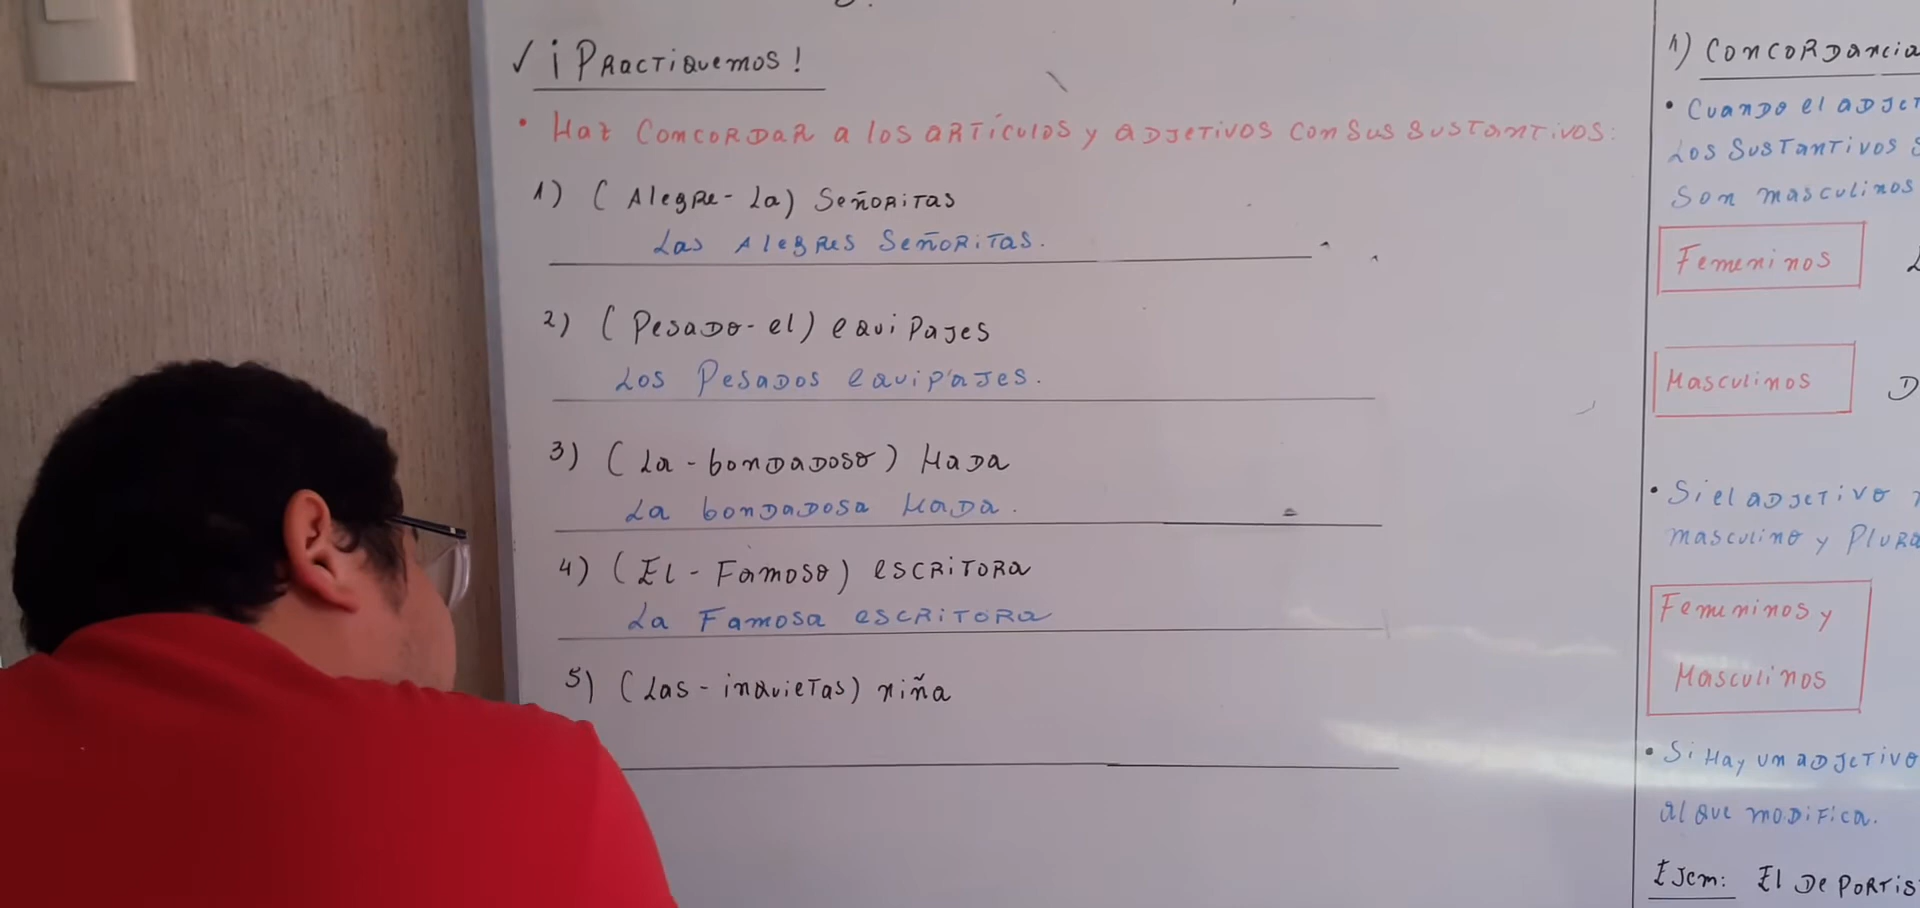 ✓ ¡Practiquemos!
• Haz concordar a los artículos y adjetivos con sus sustantivos:
1) (Alegre - La) Señoritas
Las Alegres Señoritas.
2) (Pesado - el) equipajes
Los Pesados equipajes.
3) (La - bondadoso) Hada
La bondadosa Hada.
4) (El - Famoso) escritora
La Famosa escritora
5) (Las - inquietas) niña
1) Concordancia
• Cuando el
Los sustantivos
Son masculinos
Femeninos
Masculinos
• Si el adjetivo
masculino y
Femeninos y
Masculinos
• Si Hay un adjetivo
al que modifica.
Ejem: El